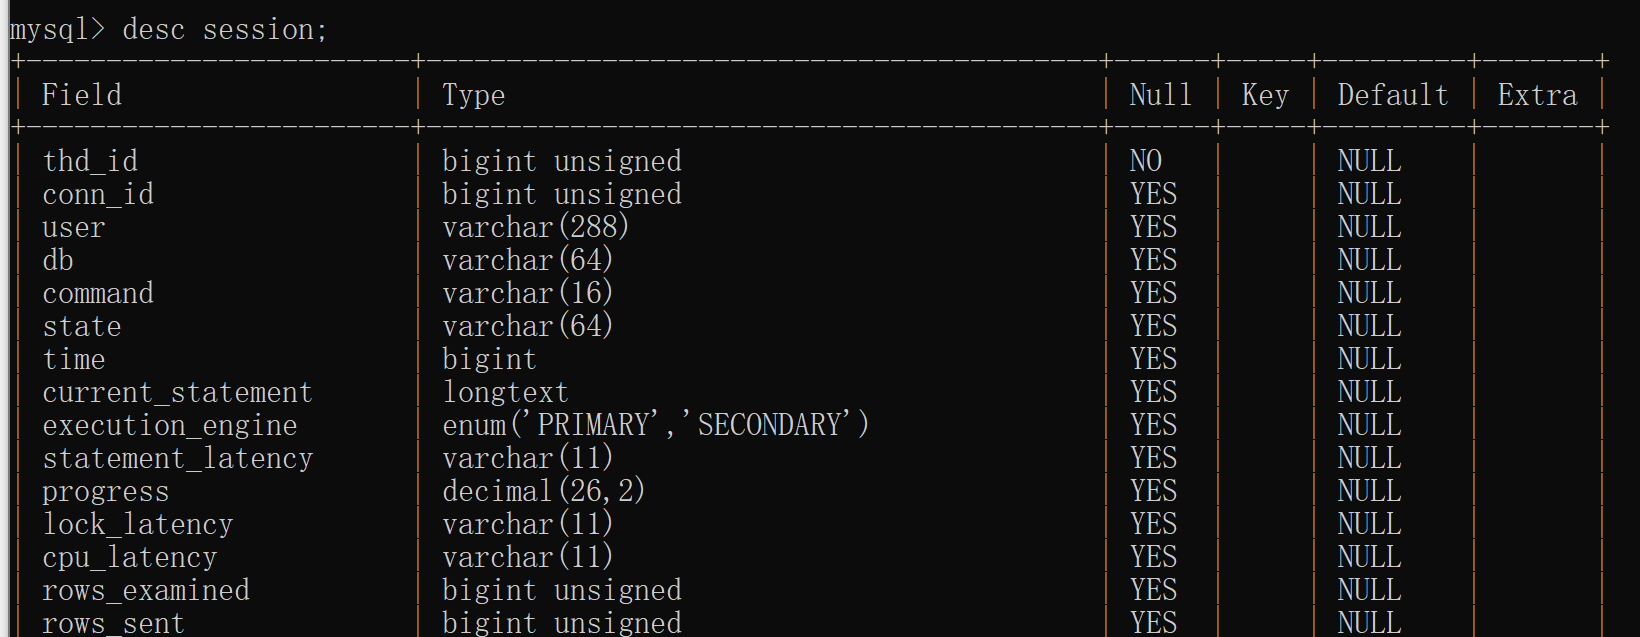 mysql> desc session;
+------------------------+------------------------------------------+------+-----+---------+-------+
| Field                  | Type                                     | Null | Key | Default | Extra |
+------------------------+------------------------------------------+------+-----+---------+-------+
| thd_id                 | bigint unsigned                          | NO   |     | NULL    |       |
| conn_id                | bigint unsigned                          | YES  |     | NULL    |       |
| user                   | varchar(288)                             | YES  |     | NULL    |       |
| db                     | varchar(64)                              | YES  |     | NULL    |       |
| command                | varchar(16)                              | YES  |     | NULL    |       |
| state                  | varchar(64)                              | YES  |     | NULL    |       |
| time                   | bigint                                   | YES  |     | NULL    |       |
| current_statement      | longtext                                 | YES  |     | NULL    |       |
| execution_engine       | enum('PRIMARY','SECONDARY')              | YES  |     | NULL    |       |
| statement_latency      | varchar(11)                              | YES  |     | NULL    |       |
| progress               | decimal(26,2)                            | YES  |     | NULL    |       |
| lock_latency           | varchar(11)                              | YES  |     | NULL    |       |
| cpu_latency            | varchar(11)                              | YES  |     | NULL    |       |
| rows_examined          | bigint unsigned                          | YES  |     | NULL    |       |
| rows_sent              | bigint unsigned                          | YES  |     | NULL    |       |